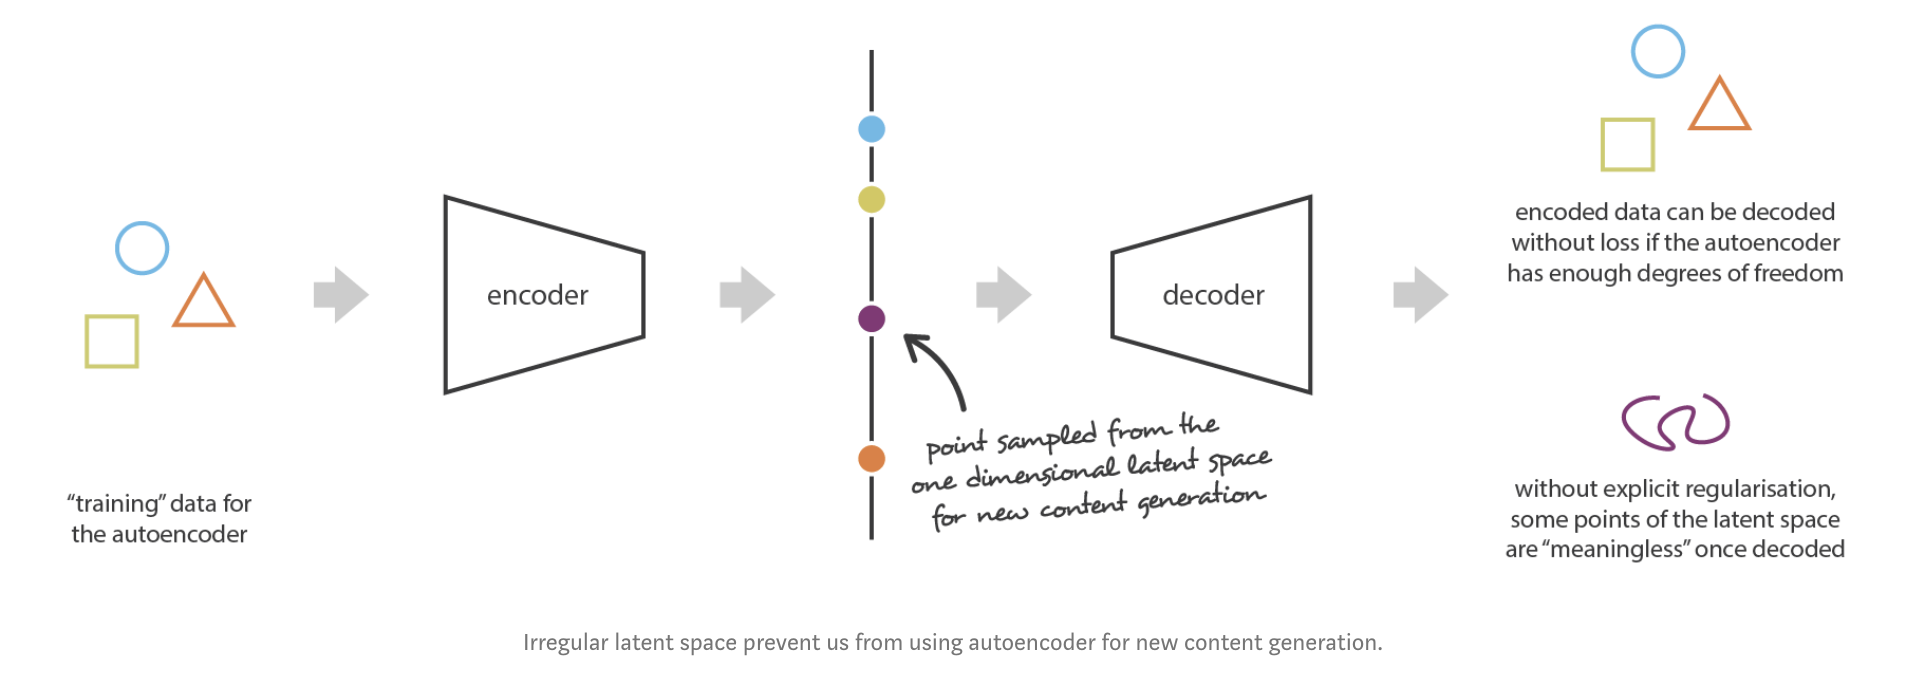 encoded data can be decoded
without loss if the autoencoder
has enough degrees of freedom
encoder
decoder
point sampled from the
one dimensional latent space
for new content generation
“training” data for
the autoencoder
without explicit regularisation,
some points of the latent space
are “meaningless” once decoded
Irregular latent space prevent us from using autoencoder for new content generation.